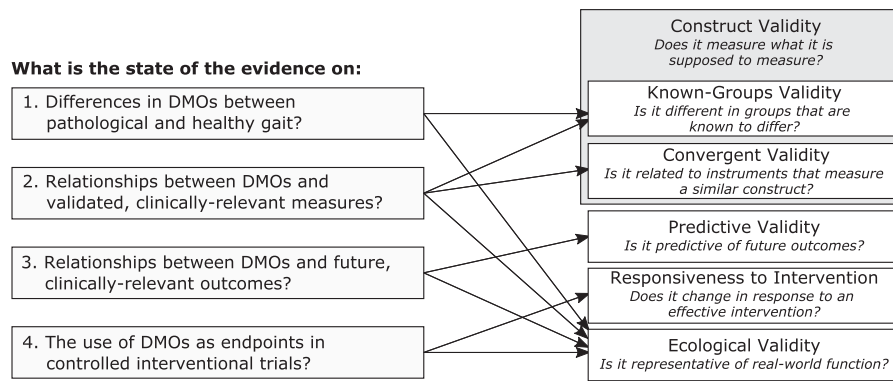 What is the state of the evidence on:
1. Differences in DMOs between
pathological and healthy gait?
2. Relationships between DMOs and
validated, clinically-relevant measures?
3. Relationships between DMOs and future,
clinically-relevant outcomes?
4. The use of DMOs as endpoints in
controlled interventional trials?
Construct Validity
Does it measure what it is
supposed to measure?
Known-Groups Validity
Is it different in groups that are
known to differ?
Convergent Validity
Is it related to instruments that measure
a similar construct?
Predictive Validity
Is it predictive of future outcomes?
Responsiveness to Intervention
Does it change in response to an
effective intervention?
Ecological Validity
Is it representative of real-world function?